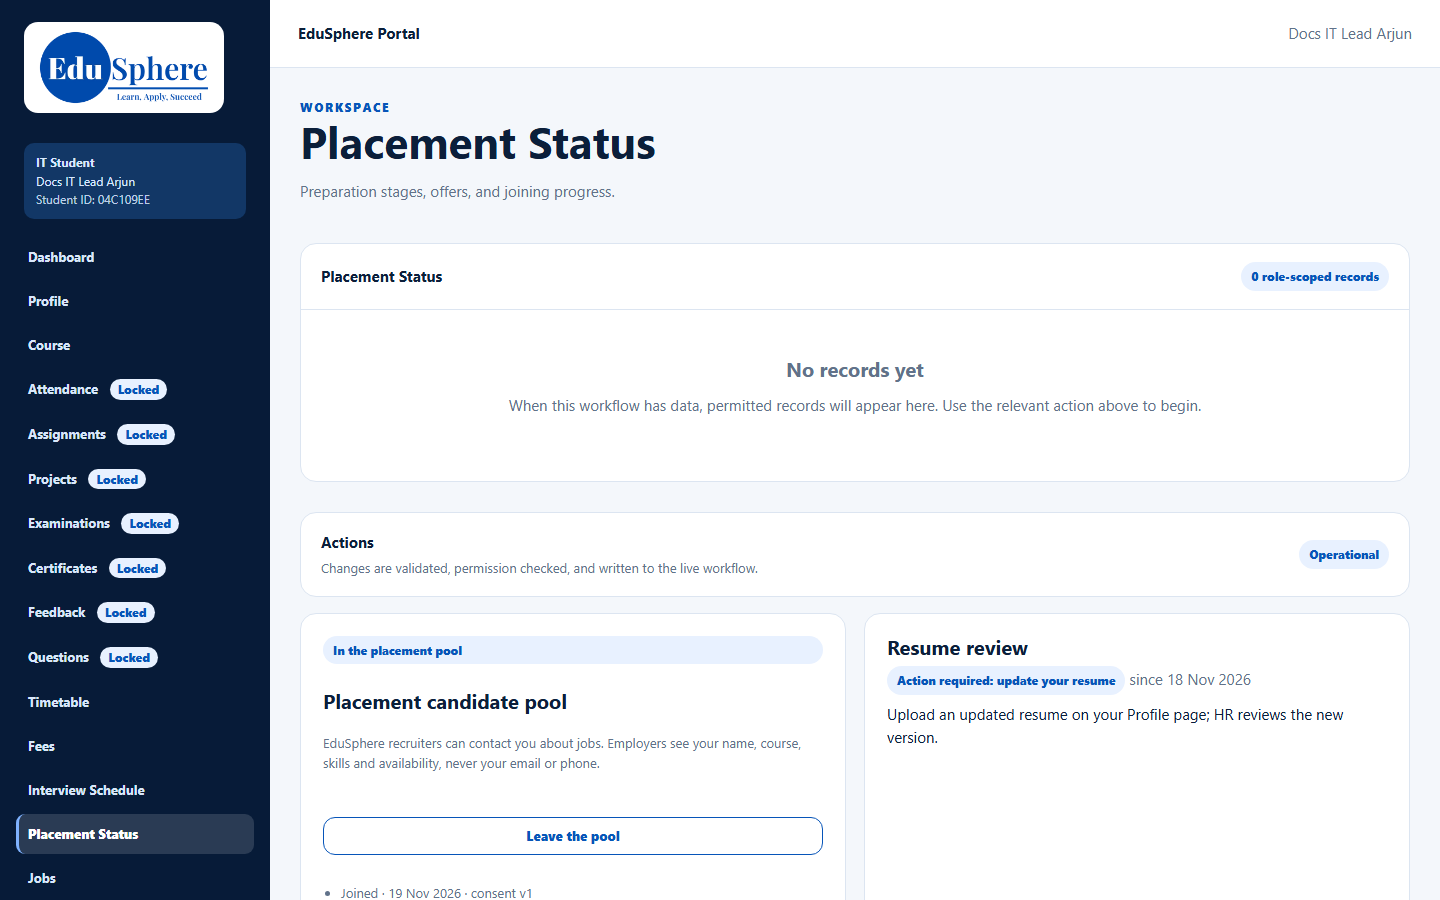 EduSphere
Learn. Apply. Succeed
IT Student
Docs IT Lead Arjun
Student ID: 04C109EE
Dashboard
Profile
Course
Attendance Locked
Assignments Locked
Projects Locked
Examinations Locked
Certificates Locked
Feedback Locked
Questions Locked
Timetable
Fees
Interview Schedule
Placement Status
Jobs
EduSphere Portal
Docs IT Lead Arjun
WORKSPACE
Placement Status
Preparation stages, offers, and joining progress.
Placement Status
0 role-scoped records
No records yet
When this workflow has data, permitted records will appear here. Use the relevant action above to begin.
Actions
Changes are validated, permission checked, and written to the live workflow.
Operational
In the placement pool
Placement candidate pool
EduSphere recruiters can contact you about jobs. Employers see your name, course,
skills and availability, never your email or phone.
Leave the pool
• Joined · 19 Nov 2026 · consent v1
Resume review
Action required: update your resume since 18 Nov 2026
Upload an updated resume on your Profile page; HR reviews the new
version.